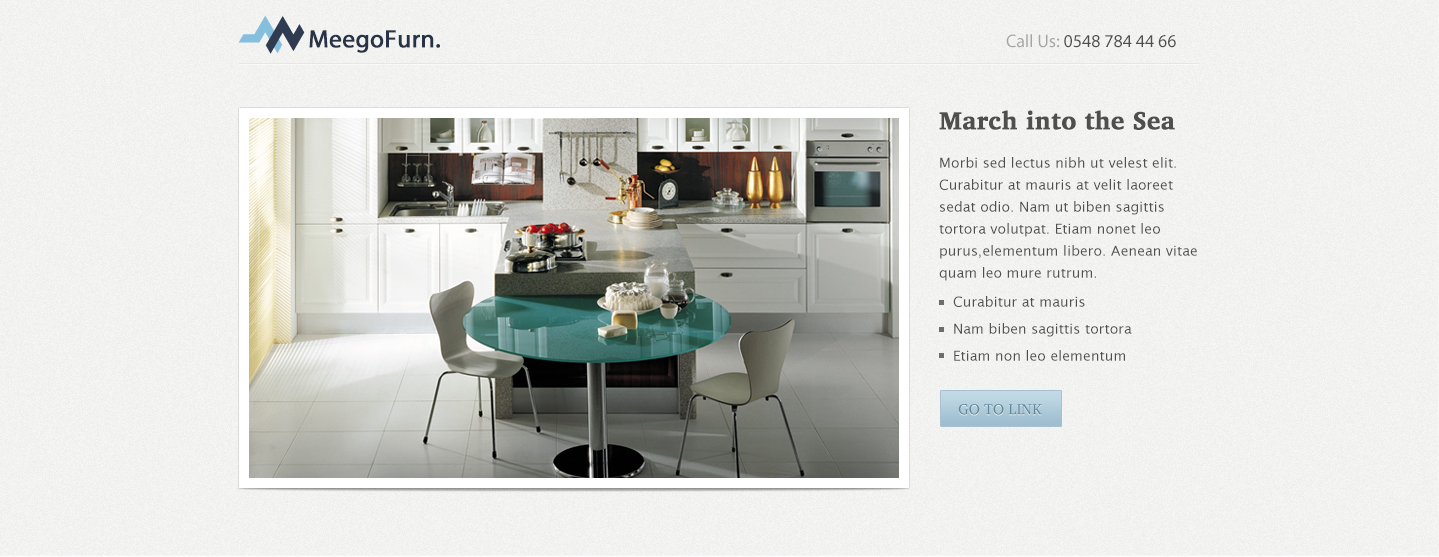 MeegoFurn.
Call Us: 0548 784 44 66
March into the Sea
Morbi sed lectus nibh ut velest elit.
Curabitur at mauris at velit laoreet
sedat odio. Nam ut biben sagittis
tortora volutpat. Etiam nonet leo
purus,elementum libero. Aenean vitae
quam leo mure rutrum.
Curabitur at mauris
Nam biben sagittis tortora
Etiam non leo elementum
GO TO LINK